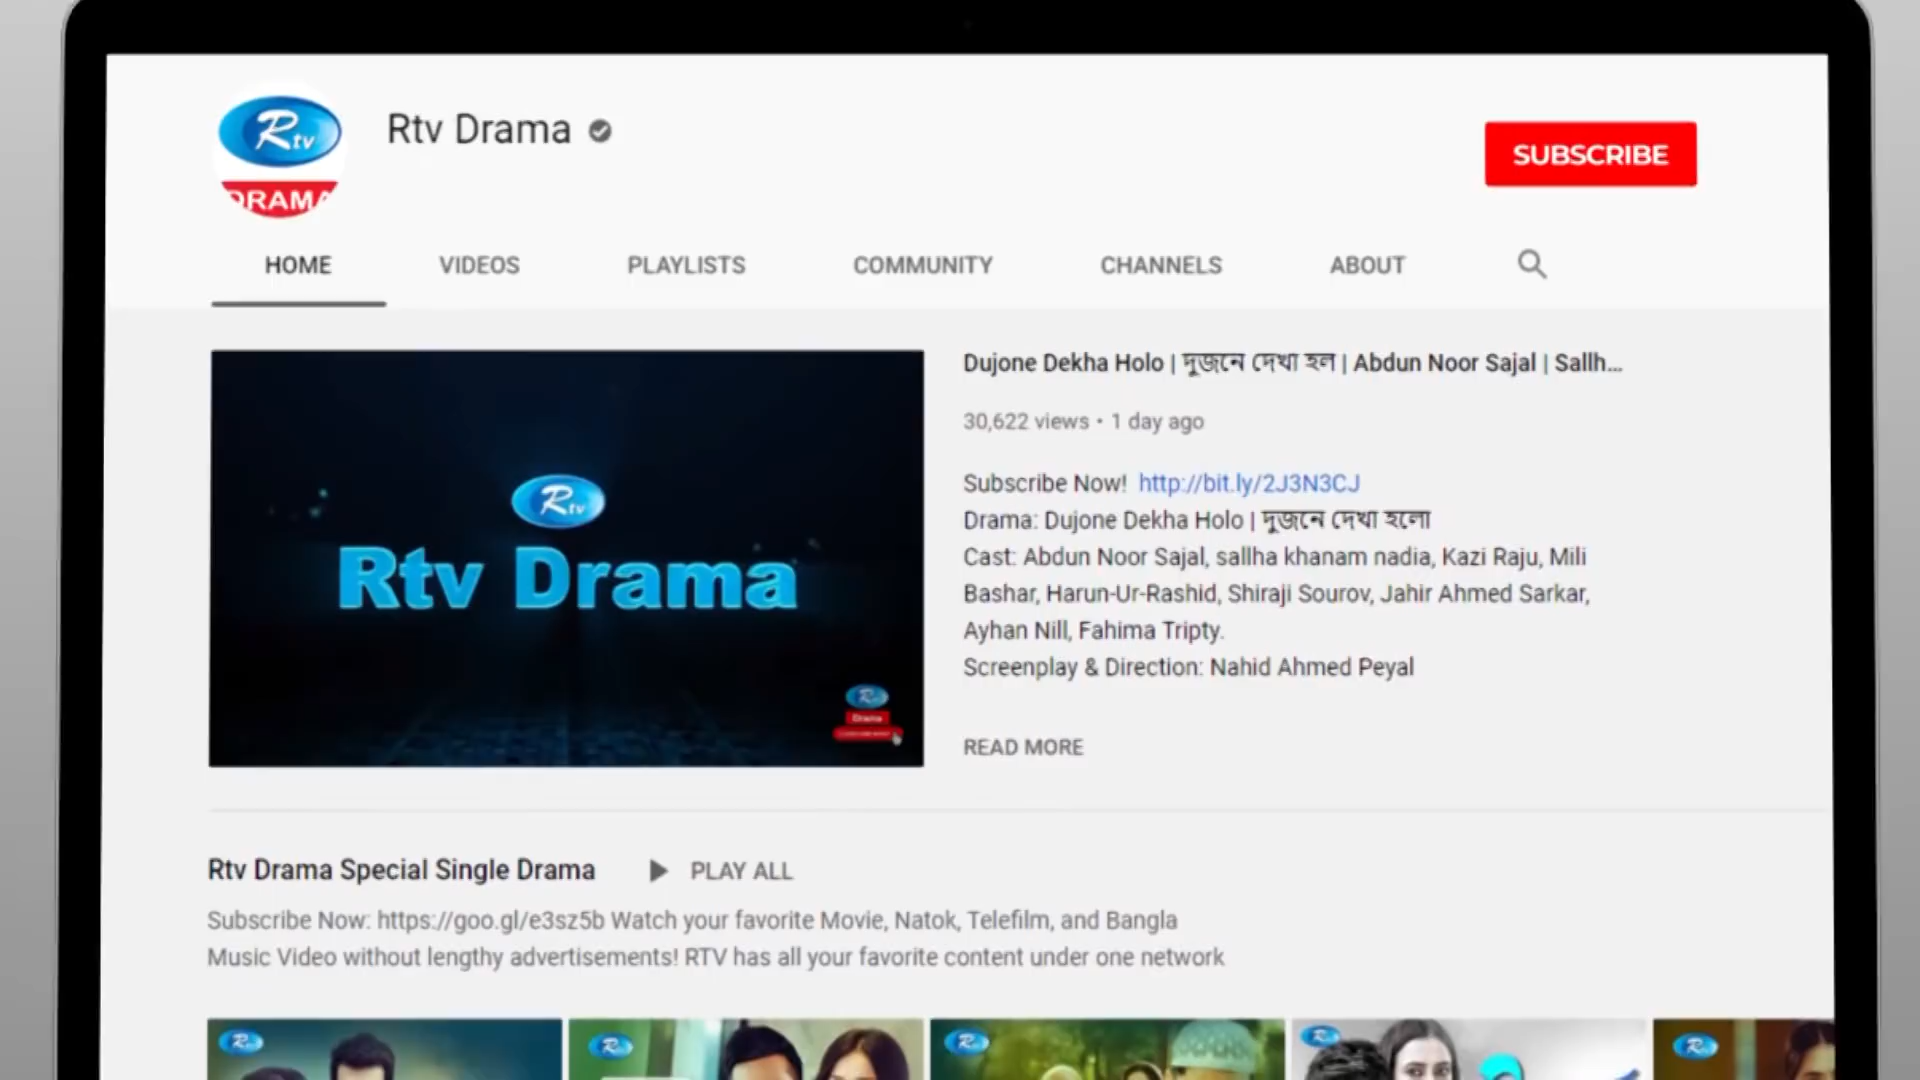 Rtv
DRAMA
Rtv Drama
SUBSCRIBE
HOME
VIDEOS
PLAYLISTS
COMMUNITY
CHANNELS
ABOUT
Rtv
Rtv Drama
Drama
Dujone Dekha Holo | দুজনে দেখা হল | Abdun Noor Sajal | Sallh...
30,622 views • 1 day ago
Subscribe Now! http://bit.ly/2J3N3CJ
Drama: Dujone Dekha Holo | দুজনে দেখা হলো
Cast: Abdun Noor Sajal, sallha khanam nadia, Kazi Raju, Mili
Bashar, Harun-Ur-Rashid, Shiraji Sourov, Jahir Ahmed Sarkar,
Ayhan Nill, Fahima Tripty.
Screenplay & Direction: Nahid Ahmed Peyal
READ MORE
Rtv Drama Special Single Drama
PLAY ALL
Subscribe Now: https://goo.gl/e3sz5b Watch your favorite Movie, Natok, Telefilm, and Bangla
Music Video without lengthy advertisements! RTV has all your favorite content under one network